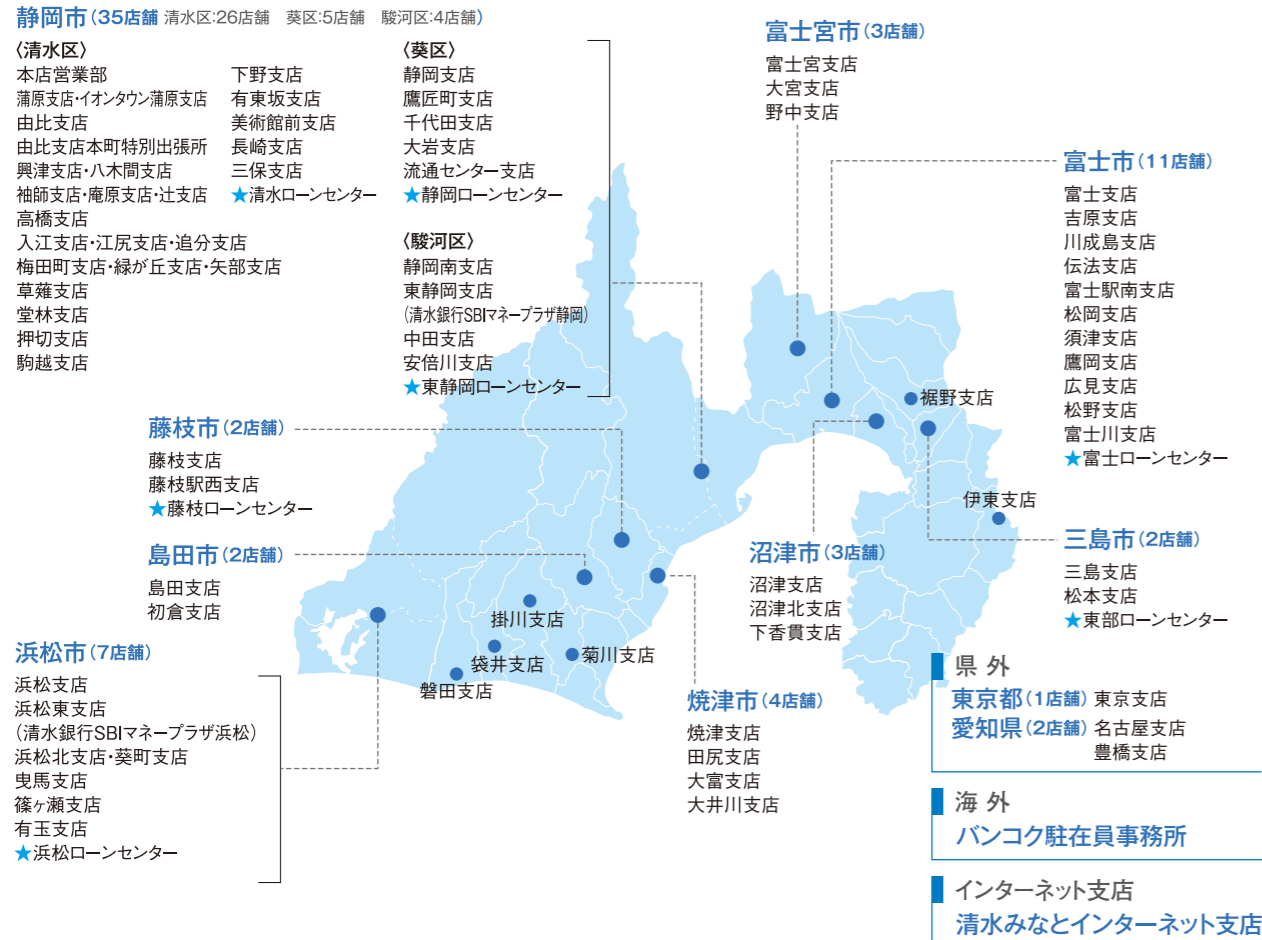 静岡市(35店舗 清水区:26店舗 葵区:5店舗 駿河区:4店舗)
〈清水区〉
本店営業部
蒲原支店・イオンタウン蒲原支店
由比支店
由比支店本町特別出張所
興津支店・八木間支店
袖師支店・庵原支店・辻支店
高橋支店
入江支店・江尻支店・追分支店
梅田町支店・緑が丘支店・矢部支店
草薙支店
堂林支店
押切支店
駒越支店
下野支店
有東坂支店
美術館前支店
長崎支店
三保支店
★清水ローンセンター
〈葵区〉
静岡支店
鷹匠町支店
千代田支店
大岩支店
流通センター支店
★静岡ローンセンター
〈駿河区〉
静岡南支店
東静岡支店
(清水銀行SBIマネープラザ静岡)
中田支店
安倍川支店
★東静岡ローンセンター
富士宮市(3店舗)
富士宮支店
大宮支店
野中支店
富士市(11店舗)
富士支店
吉原支店
川成島支店
伝法支店
富士駅南支店
松岡支店
須津支店
鷹岡支店
広見支店
松野支店
富士川支店
★富士ローンセンター
裾野支店
伊東支店
藤枝市(2店舗)
藤枝支店
藤枝駅西支店
★藤枝ローンセンター
島田市(2店舗)
島田支店
初倉支店
沼津市(3店舗)
沼津支店
沼津北支店
下香貫支店
三島市(2店舗)
三島支店
松本支店
★東部ローンセンター
掛川支店
袋井支店
菊川支店
磐田支店
浜松市(7店舗)
浜松支店
浜松東支店
(清水銀行SBIマネープラザ浜松)
浜松北支店・葵町支店
曳馬支店
篠ヶ瀬支店
有玉支店
★浜松ローンセンター
焼津市(4店舗)
焼津支店
田尻支店
大富支店
大井川支店
県 外
東京都(1店舗) 東京支店
愛知県(2店舗) 名古屋支店
豊橋支店
海 外
バンコク駐在員事務所
インターネット支店
清水みなとインターネット支店